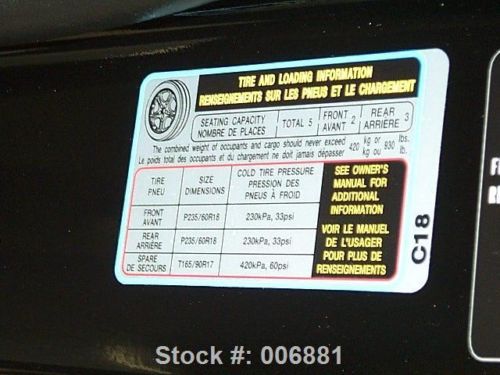 TIRE AND LOADING INFORMATION
RENSEIGNEMENTS SUR LES PNEUS ET LE CHARGEMENT
SEATING CAPACITY
NOMBRE DE PLACES
TOTAL 5
FRONT
AVANT 2
REAR
ARRIÈRE 3
The combined weight of occupants and cargo should never exceed 420 kg or 930 lbs.
Le poids total des occupants et du chargement ne doit jamais dépasser 420 kg ou 930 lb.
TIRE
PNEU
SIZE
DIMENSIONS
COLD TIRE PRESSURE
PRESSION DES
PNEUS À FROID
FRONT
AVANT
P235/60R18
230kPa, 33psi
REAR
ARRIÈRE
P235/60R18
230kPa, 33psi
SPARE
DE SECOURS
T165/90R17
420kPa, 60psi
SEE OWNER'S
MANUAL FOR
ADDITIONAL
INFORMATION
VOIR LE MANUEL
DE L'USAGER
POUR PLUS DE
RENSEIGNEMENTS
C18
Stock #: 006881